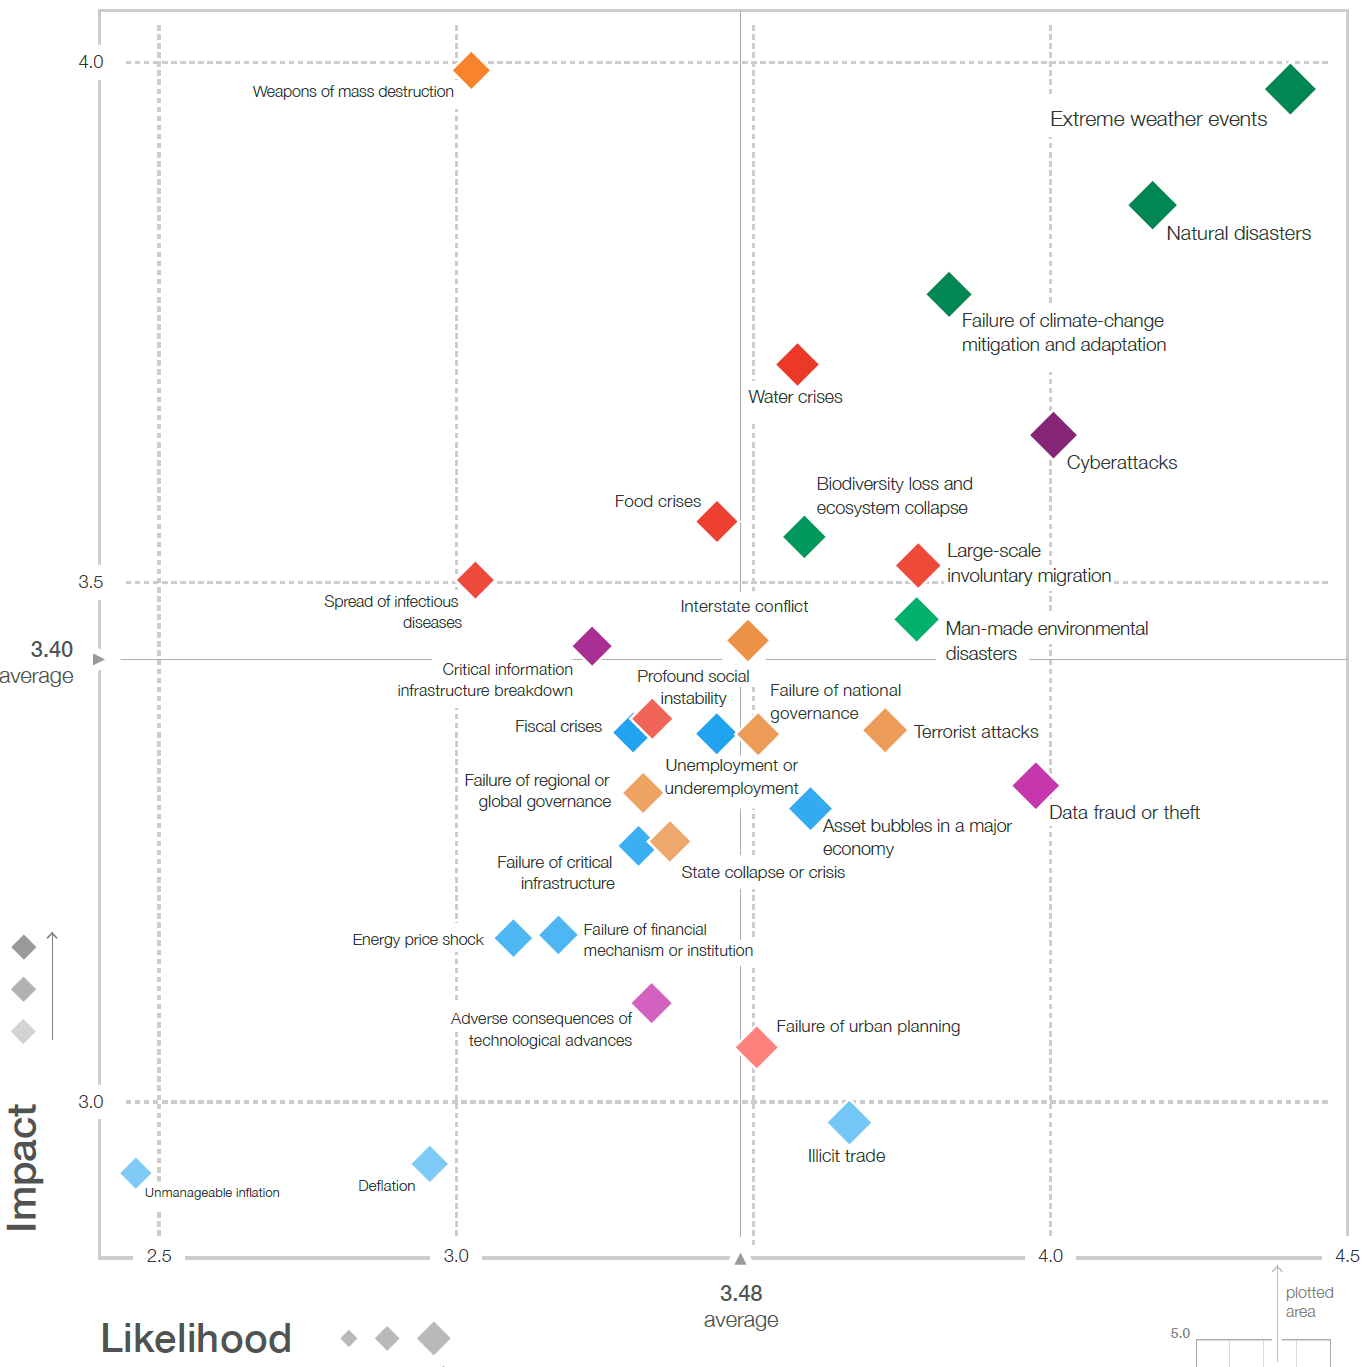 4.0
Weapons of mass destruction
Extreme weather events
Natural disasters
Failure of climate-change
mitigation and adaptation
Water crises
Cyberattacks
Biodiversity loss and
ecosystem collapse
Food crises
Large-scale
involuntary migration
3.5
Spread of infectious
diseases
Interstate conflict
Man-made environmental
disasters
3.40
average
Critical information
infrastructure breakdown
Profound social
instability
Failure of national
governance
Fiscal crises
Terrorist attacks
Unemployment or
underemployment
Failure of regional or
global governance
Data fraud or theft
Asset bubbles in a major
economy
Failure of critical
infrastructure
State collapse or crisis
Energy price shock
Failure of financial
mechanism or institution
Adverse consequences of
technological advances
Failure of urban planning
3.0
Illicit trade
Unmanageable inflation
Deflation
Impact
2.5
3.0
4.0
4.5
3.48
average
plotted
area
Likelihood
5.0